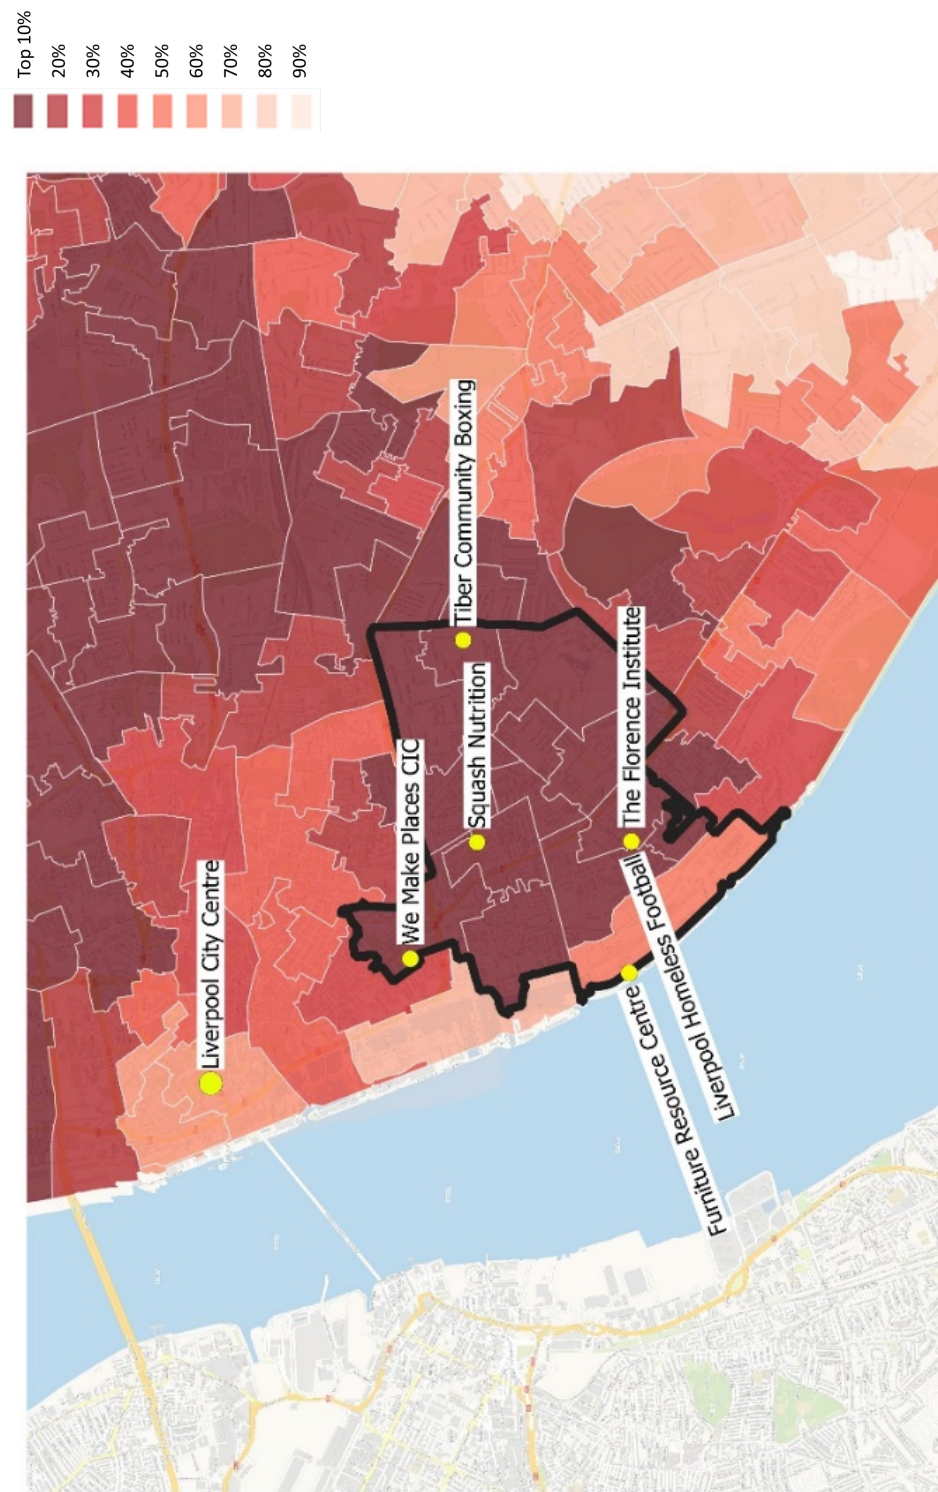 Top 10%
20%
30%
40%
50%
60%
70%
80%
90%
Liverpool City Centre
We Make Places CIC
Squash Nutrition
Tiber Community Boxing
The Florence Institute
Liverpool Homeless Football
Furniture Resource Centre